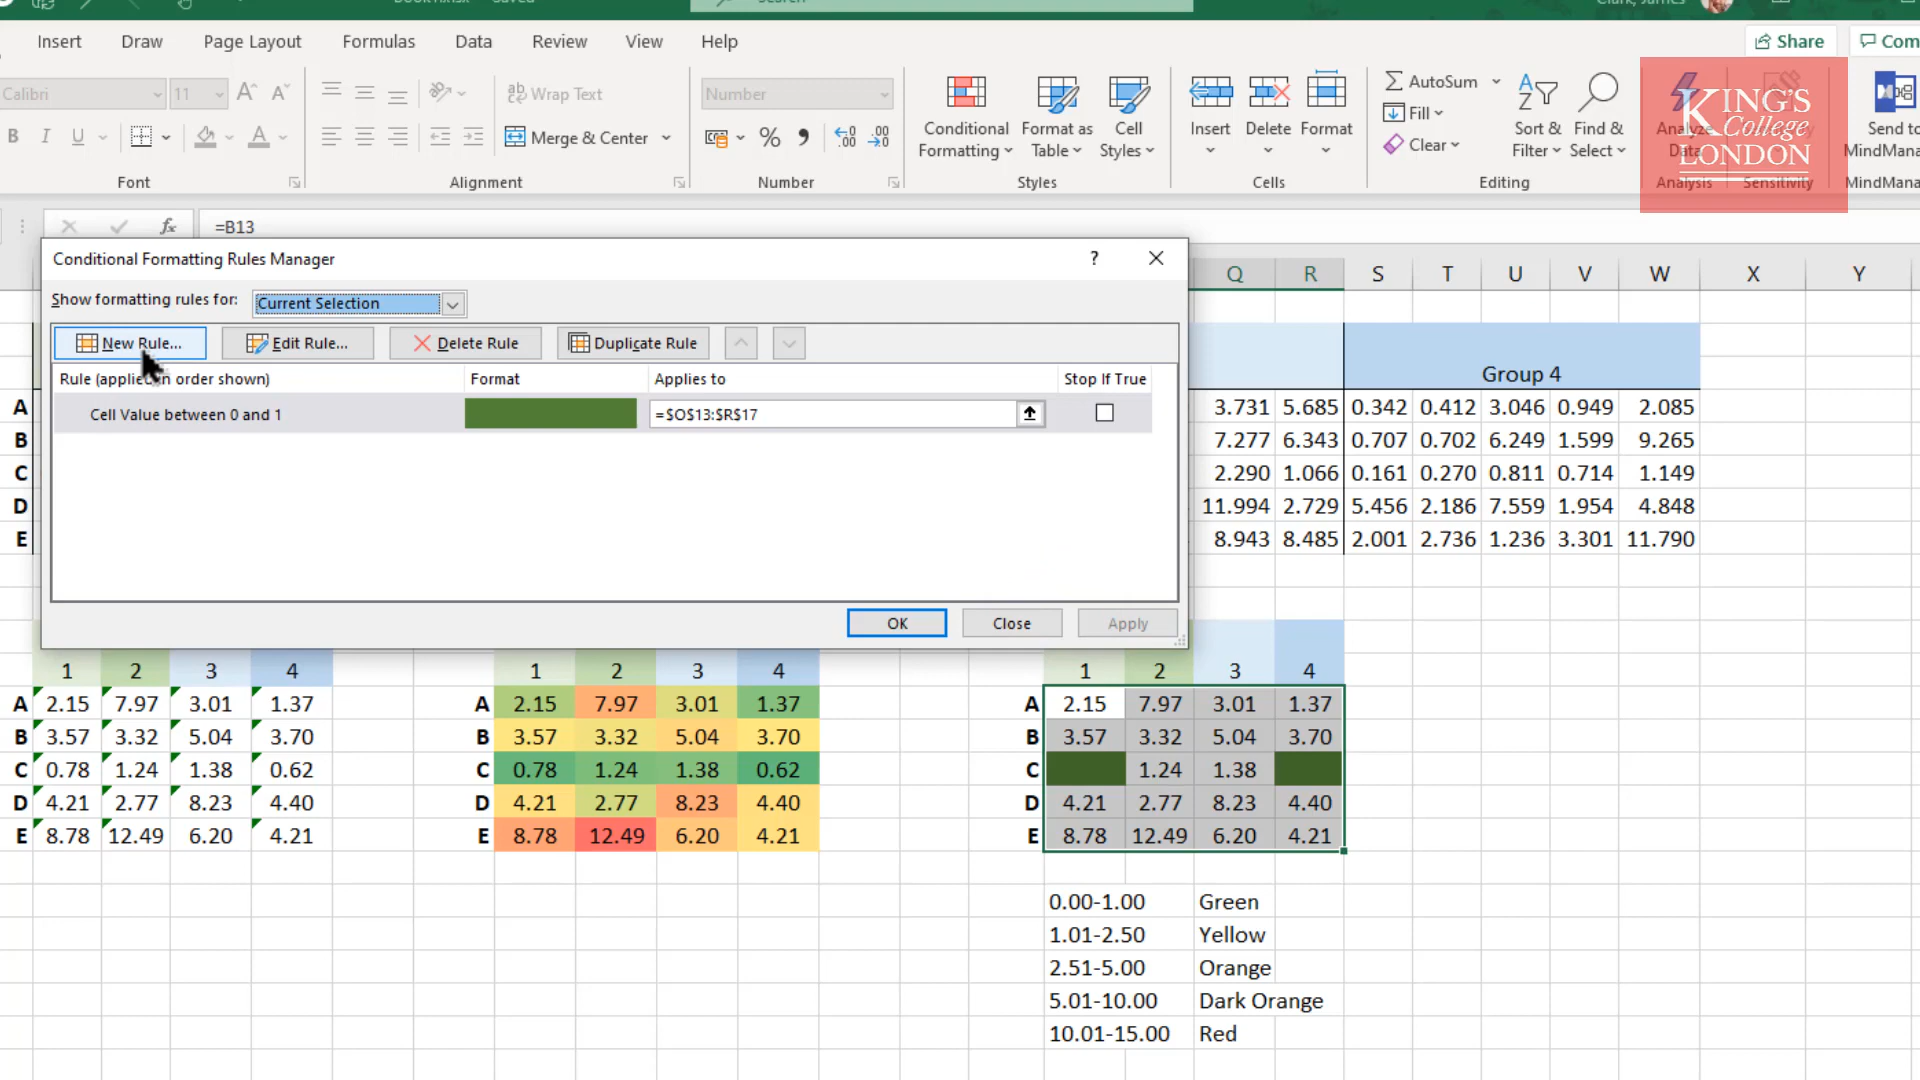 Insert Draw Page Layout Formulas Data Review View Help Share Com
Calibri 11 Wrap Text Number AutoSum
B I U Merge & Center Conditional Formatting Format as Table Cell Styles Insert Delete Format Fill Clear Sort & Filter Find & Select Analyze Data Send to MindMana
KING'S
College
LONDON
Font Alignment Number Styles Cells Editing Analysis Sensitivity MindMana
fx =B13
Conditional Formatting Rules Manager ?
Show formatting rules for: Current Selection
New Rule... Edit Rule... Delete Rule Duplicate Rule
Rule (applied in order shown) Format Applies to Stop If True
Cell Value between 0 and 1 =$O$13:$R$17
OK Close Apply
Q R S T U V W X Y
Group 4
A 3.731 5.685 0.342 0.412 3.046 0.949 2.085
B 7.277 6.343 0.707 0.702 6.249 1.599 9.265
C 2.290 1.066 0.161 0.270 0.811 0.714 1.149
D 11.994 2.729 5.456 2.186 7.559 1.954 4.848
E 8.943 8.485 2.001 2.736 1.236 3.301 11.790
1 2 3 4 1 2 3 4 1 2 3 4
A 2.15 7.97 3.01 1.37 A 2.15 7.97 3.01 1.37 A 2.15 7.97 3.01 1.37
B 3.57 3.32 5.04 3.70 B 3.57 3.32 5.04 3.70 B 3.57 3.32 5.04 3.70
C 0.78 1.24 1.38 0.62 C 0.78 1.24 1.38 0.62 C 1.24 1.38
D 4.21 2.77 8.23 4.40 D 4.21 2.77 8.23 4.40 D 4.21 2.77 8.23 4.40
E 8.78 12.49 6.20 4.21 E 8.78 12.49 6.20 4.21 E 8.78 12.49 6.20 4.21
0.00-1.00 Green
1.01-2.50 Yellow
2.51-5.00 Orange
5.01-10.00 Dark Orange
10.01-15.00 Red